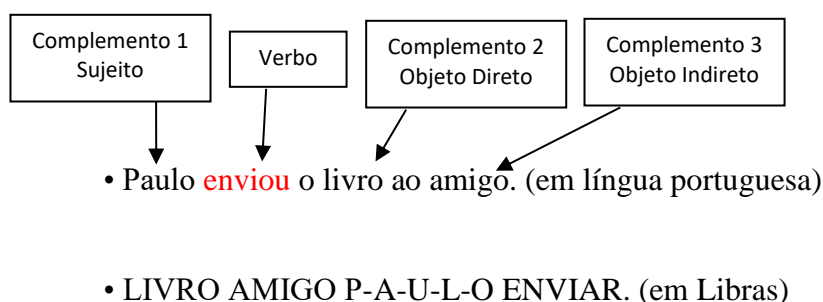 Complemento 1
Sujeito
Verbo
Complemento 2
Objeto Direto
Complemento 3
Objeto Indireto
• Paulo enviou o livro ao amigo. (em língua portuguesa)
• LIVRO AMIGO P-A-U-L-O ENVIAR. (em Libras)